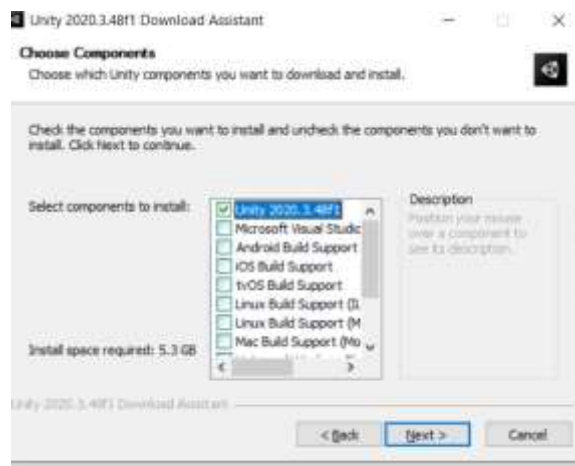 Unity 2020.3.48f1 Download Assistant
Choose Components
Choose which Unity components you want to download and install.
Check the components you want to install and uncheck the components you don't want to
install. Click Next to continue.
Select components to install:
Unity 2020.3.48f1
Microsoft Visual Studic
Android Build Support
iOS Build Support
tvOS Build Support
Linux Build Support (IL
Linux Build Support (M
Mac Build Support (Mo
Description
Position your mouse
over a component to
see its description.
Install space required: 5.3 GB
Unity 2020.3.48f1 Download Assistant
< Back
Next >
Cancel